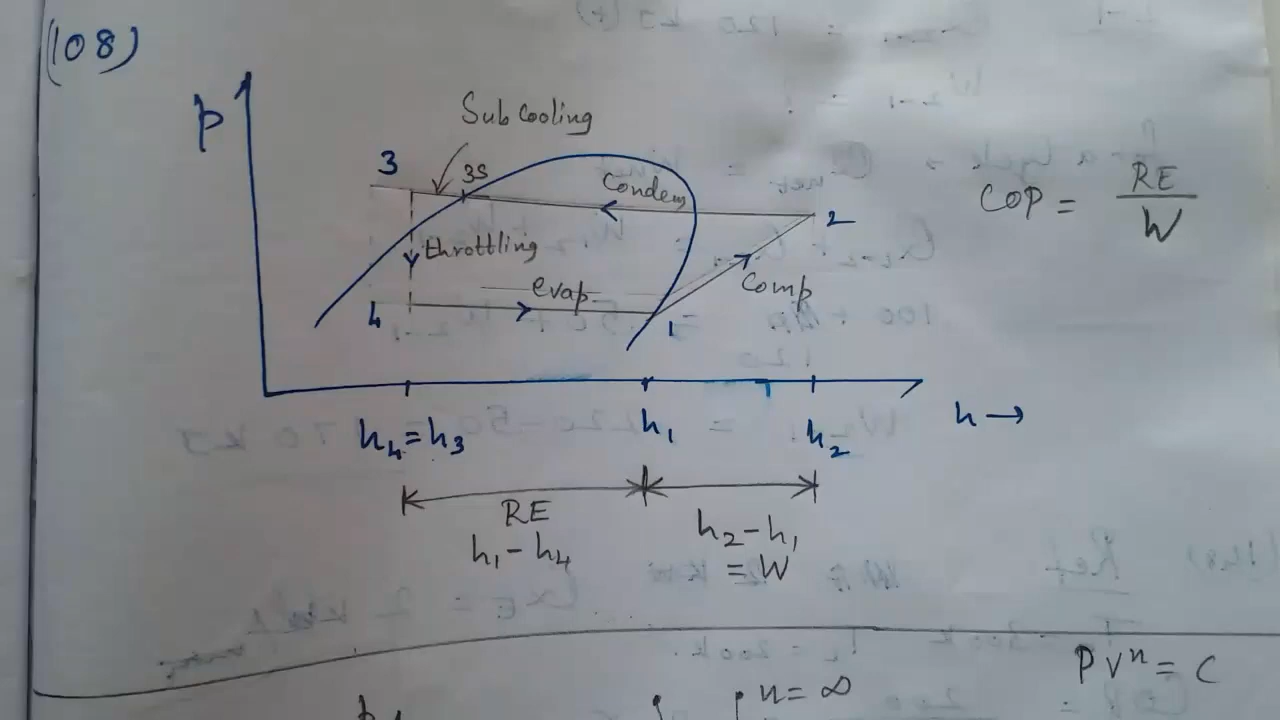 (108)
p
Sub cooling
3
3s
Condens
2
throttling
evap.
Comp
4
1
COP = RE / W
h₄ = h₃
h₁
h₂
h →
RE
h₁ - h₄
h₂ - h₁
= W
n = ∞
PVⁿ = C